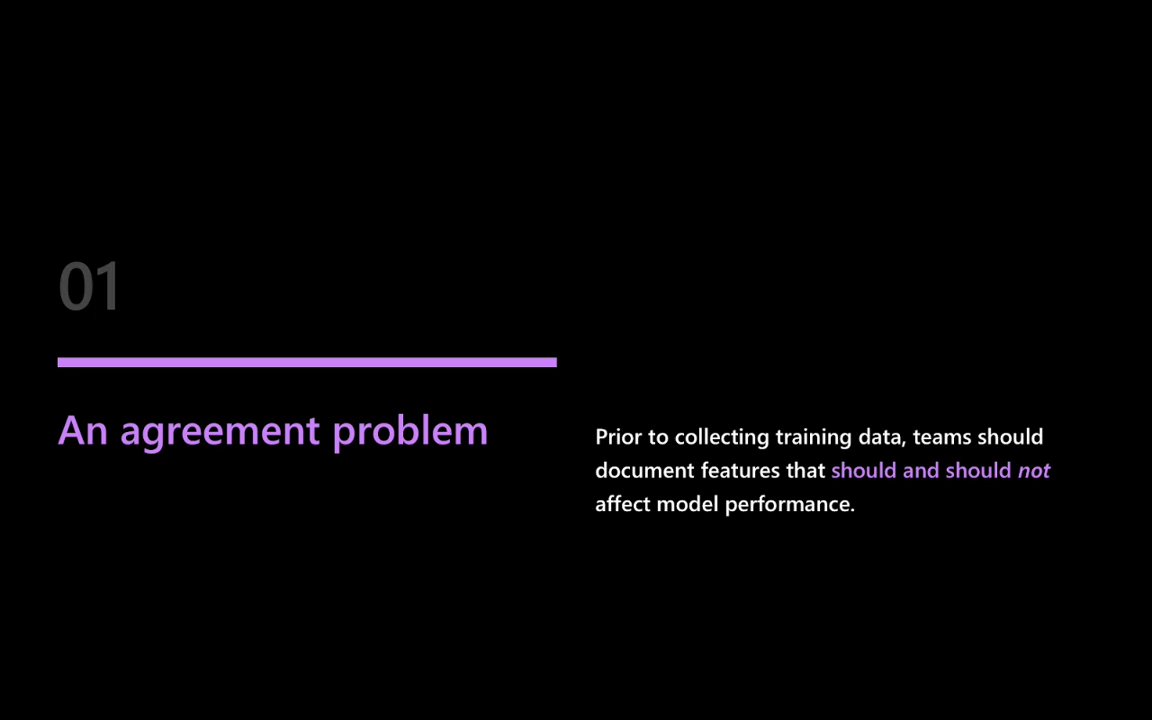 01
An agreement problem
Prior to collecting training data, teams should
document features that should and should not
affect model performance.